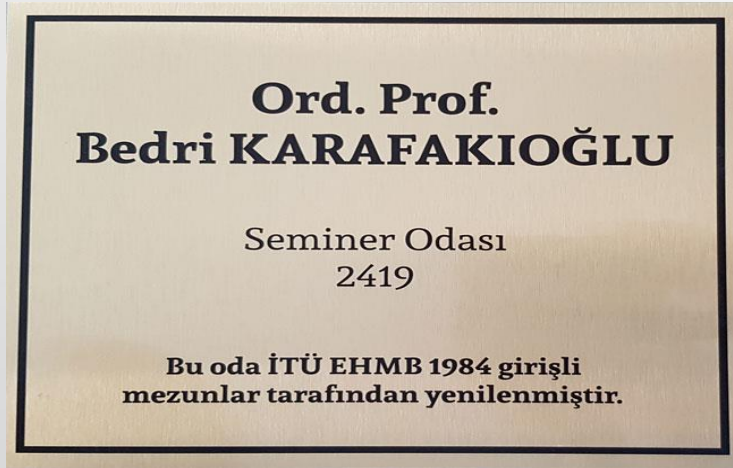 Ord. Prof.
Bedri KARAFAKIOĞLU
Seminer Odası
2419
Bu oda İTÜ EHMB 1984 girişli
mezunlar tarafından yenilenmiştir.